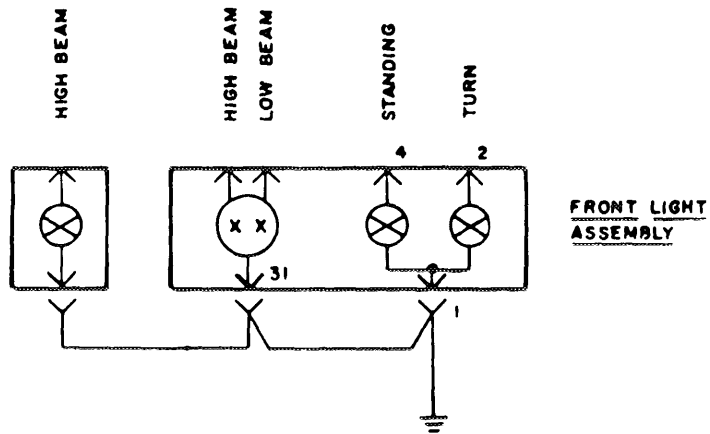 HIGH BEAM
HIGH BEAM
LOW BEAM
STANDING
TURN
4
2
FRONT LIGHT
ASSEMBLY
X X
31
1